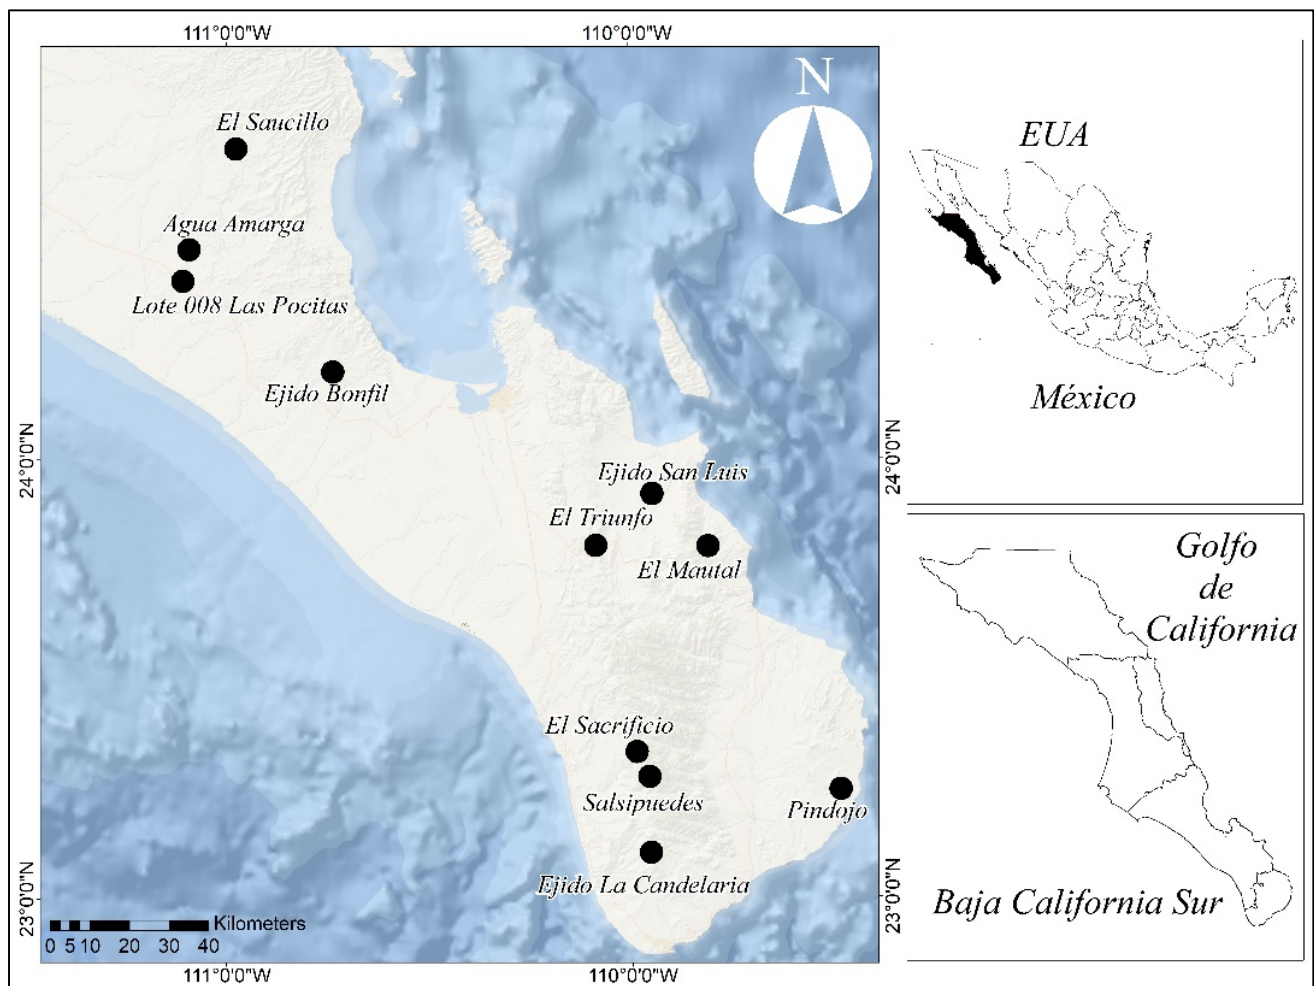 111°0'0"W
110°0'0"W
N
El Saucillo
Agua Amarga
Lote 008 Las Pocitas
Ejido Bonfil
24°0'0"N
24°0'0"N
Ejido San Luis
El Triunfo
El Mautal
El Sacrificio
Salsipuedes
Pindojo
Ejido La Candelaria
23°0'0"N
23°0'0"N
Kilometers
0 5 10 20 30 40
111°0'0"W
110°0'0"W
EUA
México
Golfo
de
California
Baja California Sur